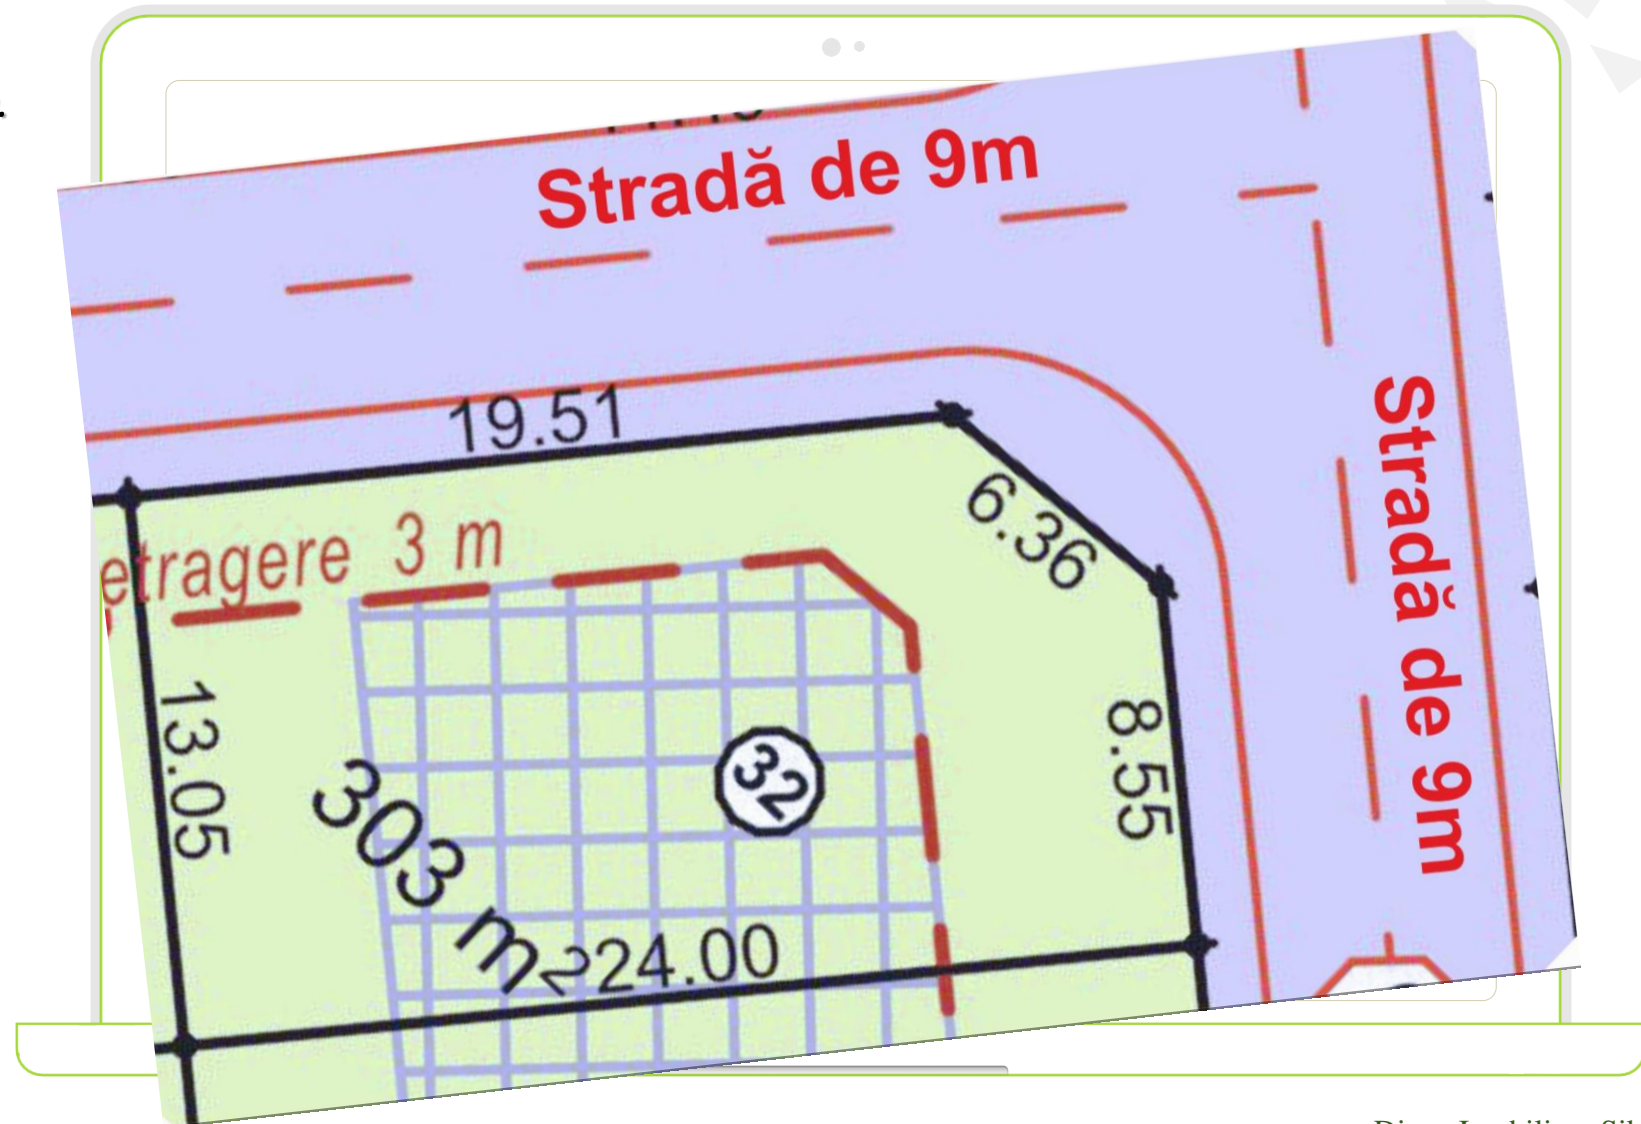 Stradă de 9m
19.51
6.36
etragere 3 m
Stradă de 9m
13.05
8.55
32
303 m2
24.00